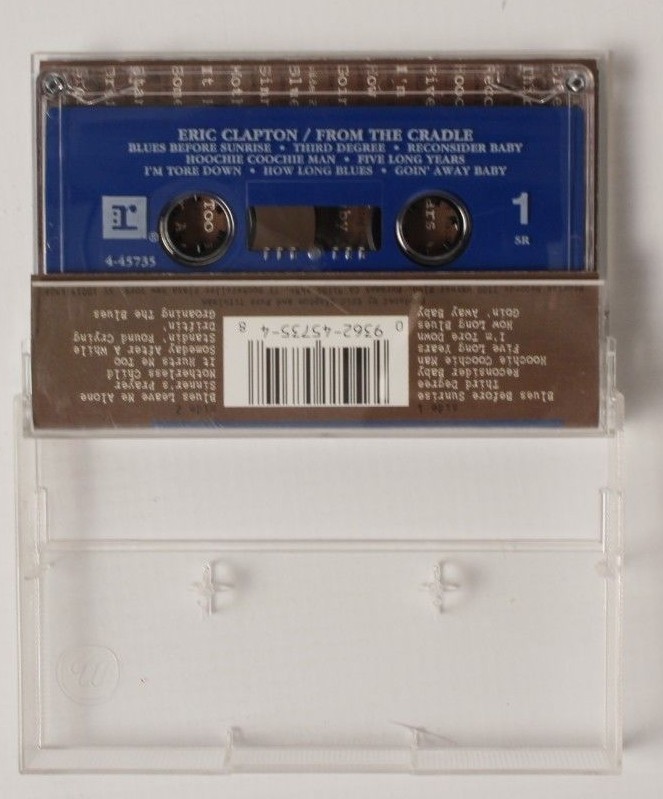 ERIC CLAPTON / FROM THE CRADLE
BLUES BEFORE SUNRISE • THIRD DEGREE • RECONSIDER BABY
HOOCHIE COOCHIE MAN • FIVE LONG YEARS
I'M TORE DOWN • HOW LONG BLUES • GOIN' AWAY BABY
r®
4-45735
1
SR
side 1
Blues Before Sunrise
Third Degree
Reconsider Baby
Hoochie Coochie Man
Five Long Years
I'm Tore Down
How Long Blues
Goin' Away Baby
side 2
Blues Leave Me Alone
Sinner's Prayer
Motherless Child
It Hurts Me Too
Someday After A While
Standin' Round Crying
Driftin'
Groaning The Blues
0 9362-45735-4 8